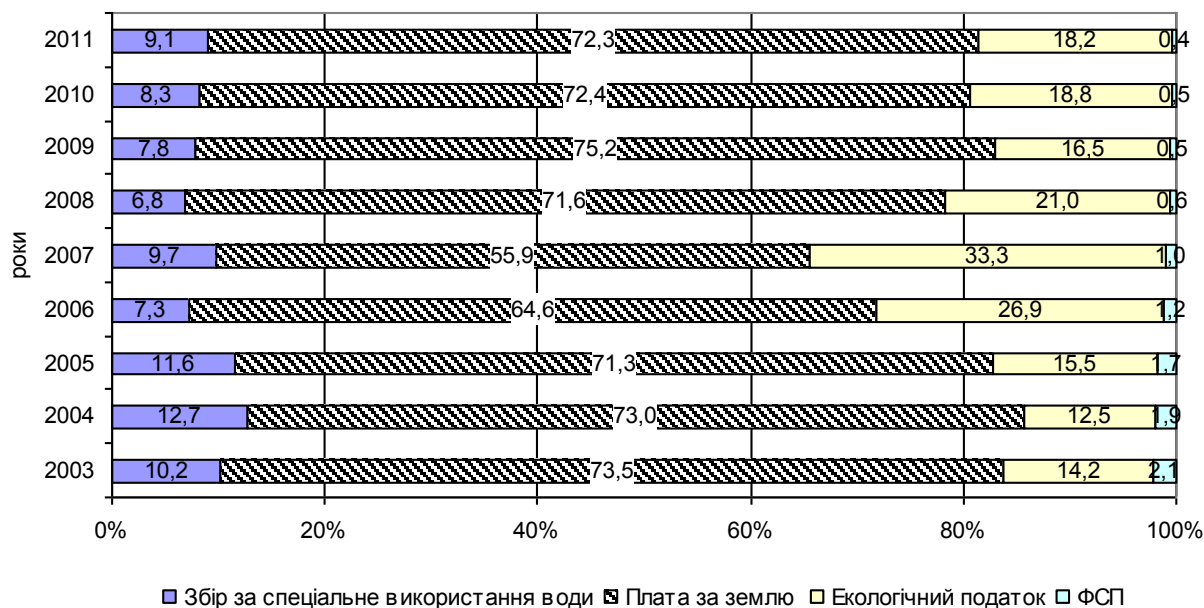 2011 9,1 72,3 18,2 0,4
2010 8,3 72,4 18,8 0,5
2009 7,8 75,2 16,5 0,5
2008 6,8 71,6 21,0 0,6
2007 9,7 55,9 33,3 1,0
2006 7,3 64,6 26,9 1,2
2005 11,6 71,3 15,5 1,7
2004 12,7 73,0 12,5 1,9
2003 10,2 73,5 14,2 2,1
роки
0% 20% 40% 60% 80% 100%
Збір за спеціальне використання води Плата за землю Екологічний податок ФСП